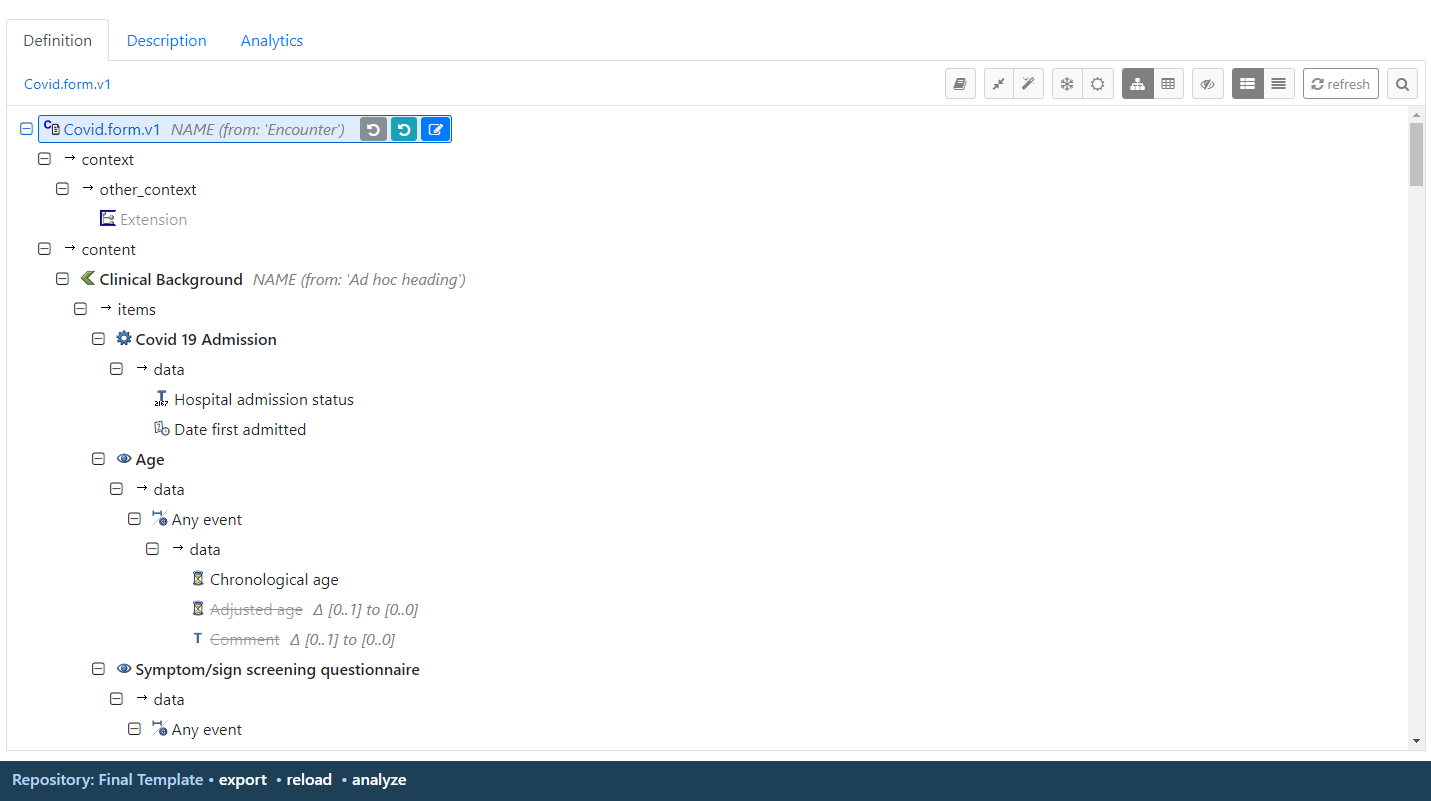 Definition Description Analytics
Covid.form.v1 refresh
Covid.form.v1 NAME (from: 'Encounter')
→ context
→ other_context
Extension
→ content
Clinical Background NAME (from: 'Ad hoc heading')
→ items
Covid 19 Admission
→ data
Hospital admission status
Date first admitted
Age
→ data
Any event
→ data
Chronological age
Adjusted age Δ [0..1] to [0..0]
T Comment Δ [0..1] to [0..0]
Symptom/sign screening questionnaire
→ data
Any event
Repository: Final Template • export • reload • analyze